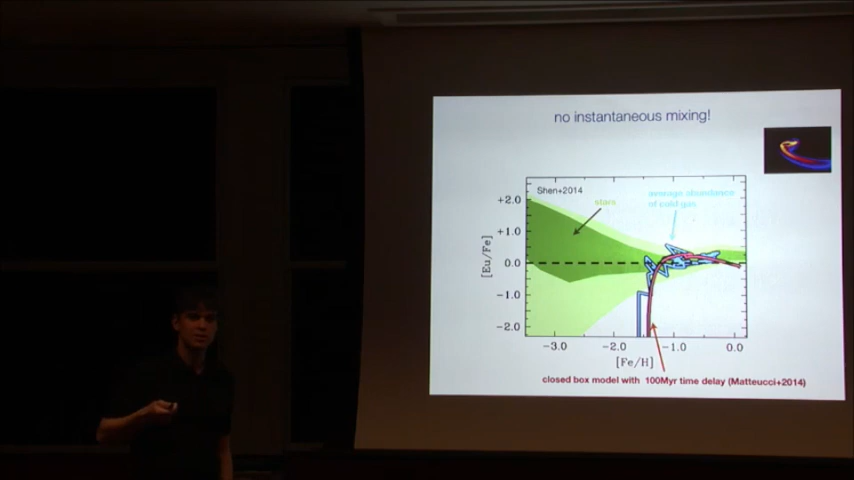 no instantaneous mixing!
Shen+2014
stars
average abundance
of cold gas
+2.0
+1.0
0.0
-1.0
-2.0
[Eu/Fe]
-3.0 -2.0 -1.0 0.0
[Fe/H]
closed box model with 100Myr time delay (Matteucci+2014)